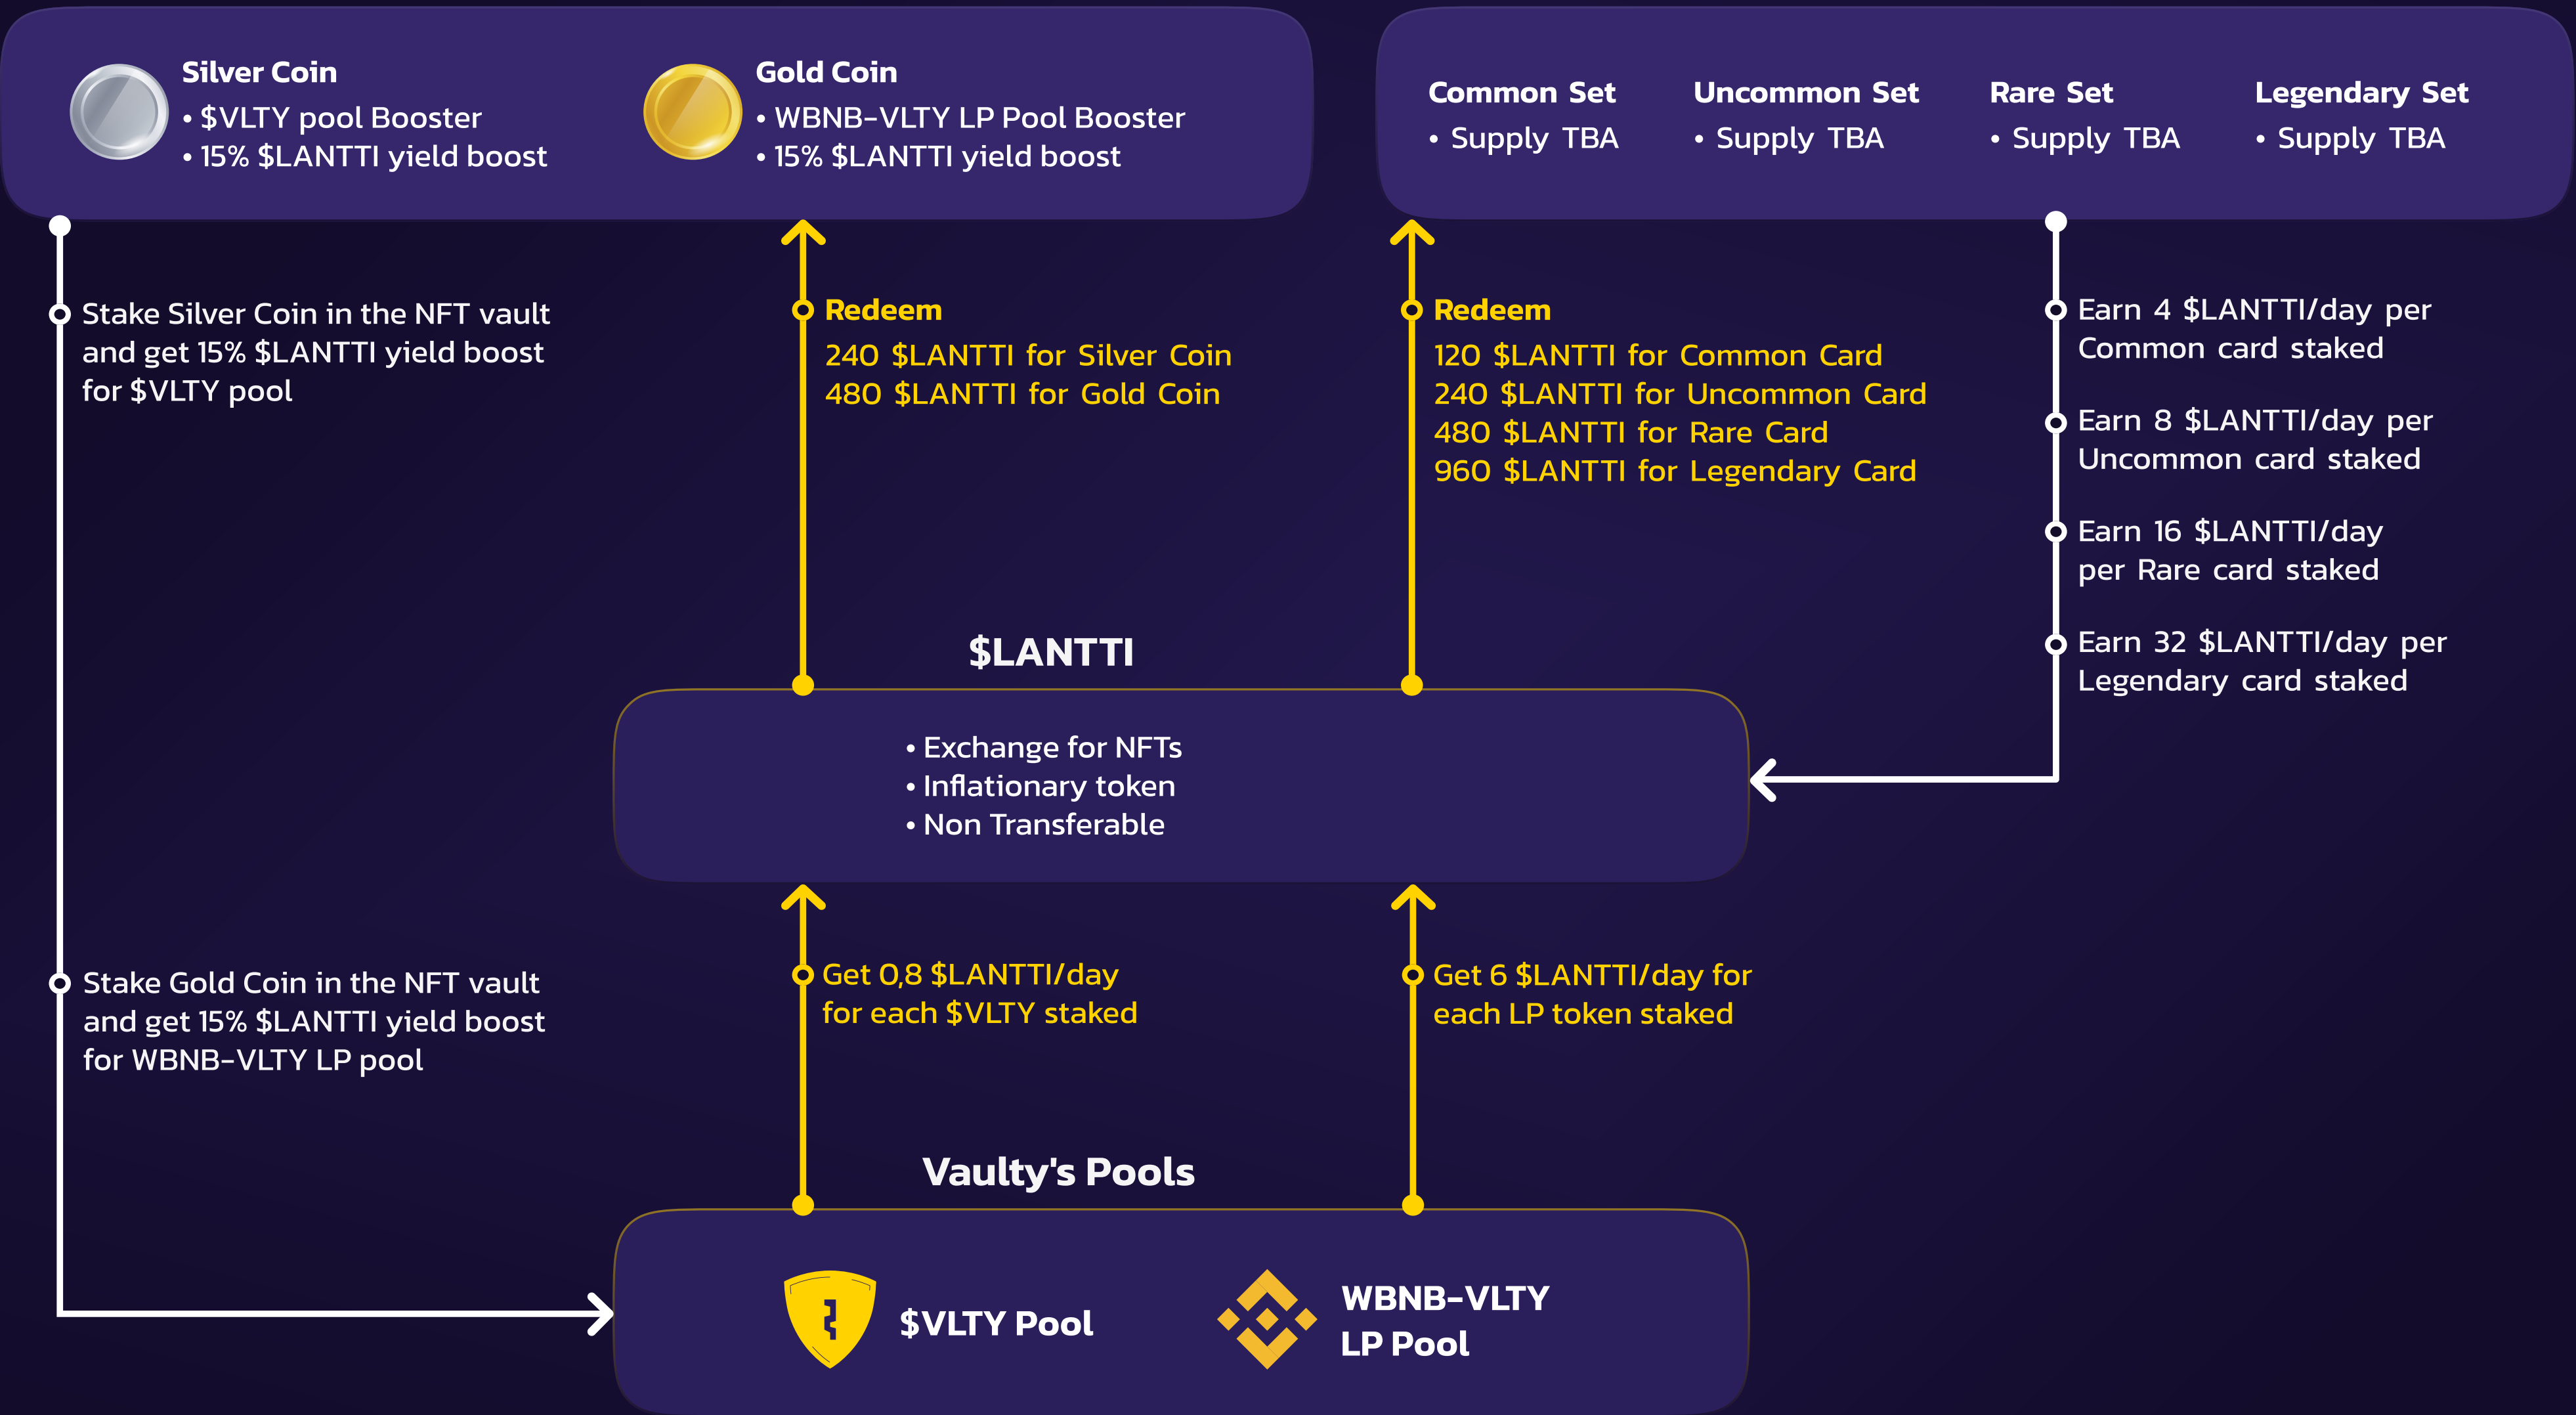 Silver Coin
• $VLTY pool Booster
• 15% $LANTTI yield boost
Gold Coin
• WBNB-VLTY LP Pool Booster
• 15% $LANTTI yield boost
Common Set
• Supply TBA
Uncommon Set
• Supply TBA
Rare Set
• Supply TBA
Legendary Set
• Supply TBA
Stake Silver Coin in the NFT vault
and get 15% $LANTTI yield boost
for $VLTY pool
Redeem
240 $LANTTI for Silver Coin
480 $LANTTI for Gold Coin
Redeem
120 $LANTTI for Common Card
240 $LANTTI for Uncommon Card
480 $LANTTI for Rare Card
960 $LANTTI for Legendary Card
Earn 4 $LANTTI/day per
Common card staked
Earn 8 $LANTTI/day per
Uncommon card staked
Earn 16 $LANTTI/day
per Rare card staked
Earn 32 $LANTTI/day per
Legendary card staked
$LANTTI
• Exchange for NFTs
• Inflationary token
• Non Transferable
Stake Gold Coin in the NFT vault
and get 15% $LANTTI yield boost
for WBNB-VLTY LP pool
Get 0,8 $LANTTI/day
for each $VLTY staked
Get 6 $LANTTI/day for
each LP token staked
Vaulty's Pools
$VLTY Pool
WBNB-VLTY
LP Pool